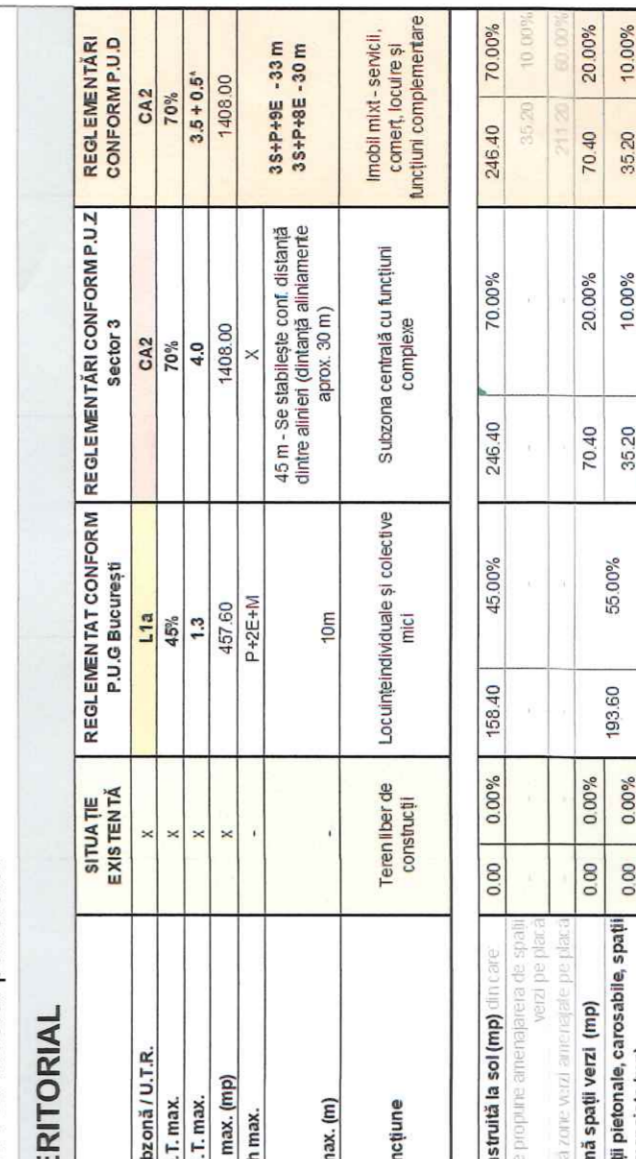 ERITORIAL
SITUAȚIE EXISTENTĂ
REGLEMENTAT CONFORM P.U.G București
REGLEMENTĂRI CONFORM P.U.Z Sector 3
REGLEMENTĂRI CONFORM P.U.D
bzonă / U.T.R. x L1a CA2 CA2
.T. max. x 45% 70% 70%
.T. max. x 1.3 4.0 3.5 + 0.5*
max. (mp) x 457.60 1408.00 1408.00
h max. - P+2E+M X
nax. (m) - 10m
45 m - Se stabilește conf. distanță
dintre alinieri (dintanță aliniamente
aprox. 30 m)
3S+P+9E - 33 m
3S+P+8E - 30 m
ncțiune
Teren liber de
construcții
Locuințeindividuale și colective
mici
Subzona centrală cu funcțiuni
complexe
Imobil mixt - servicii,
comerț, locuire și
funcțiuni complementare
nstruită la sol (mp) din care 0.00 0.00% 158.40 45.00% 246.40 70.00% 246.40 70.00%
e propune amenajarera de spații
verzi pe placă - - - - - - 35.20 10.00%
ă zone verzi amenajate pe placă - - - - - - 211.20 60.00%
nă spații verzi (mp) 0.00 0.00% 193.60 55.00% 70.40 20.00% 70.40 20.00%
ții pietonale, carosabile, spații 0.00 0.00% 35.20 10.00% 35.20 10.00%